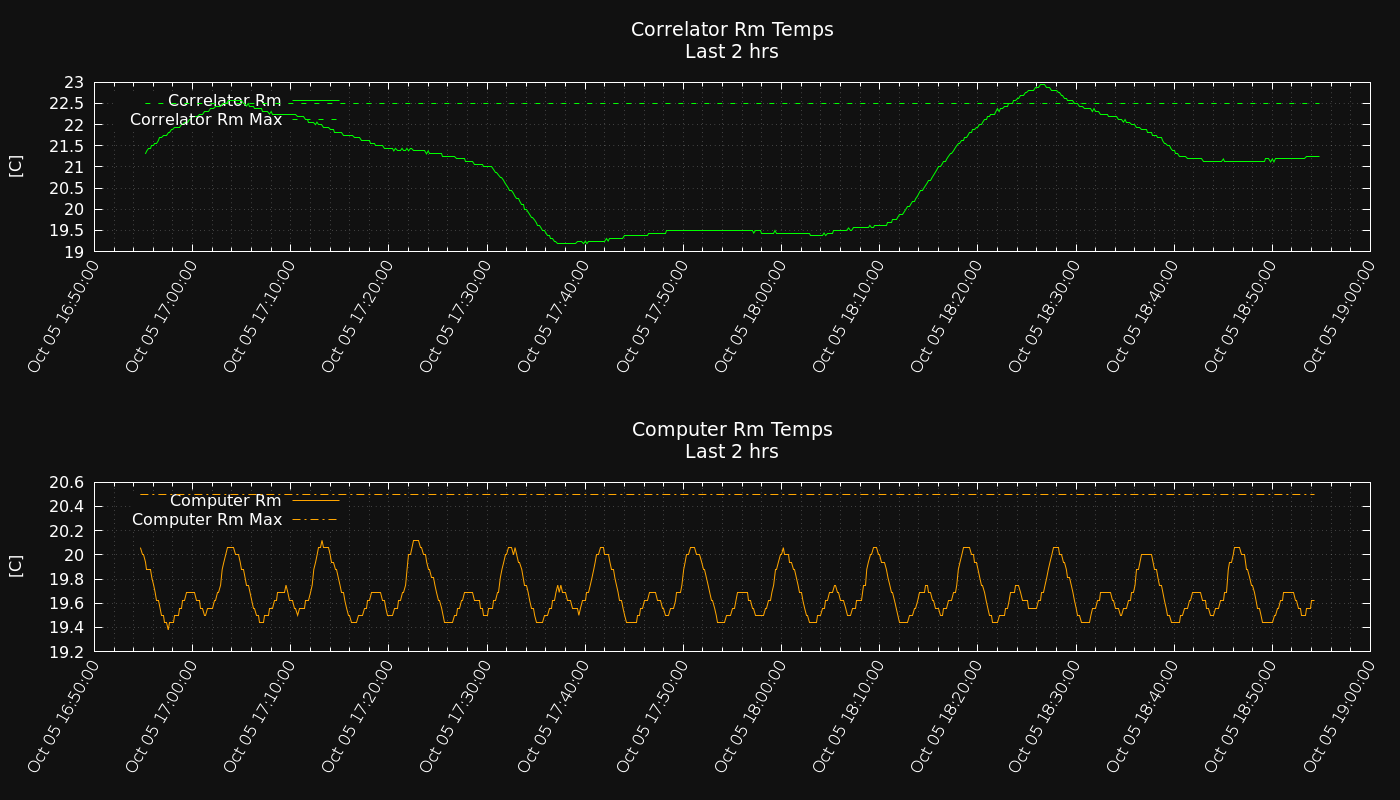 Correlator Rm Temps
Last 2 hrs
[C]
23
22.5
22
21.5
21
20.5
20
19.5
19
Correlator Rm
Correlator Rm Max
Oct 05 16:50:00
Oct 05 17:00:00
Oct 05 17:10:00
Oct 05 17:20:00
Oct 05 17:30:00
Oct 05 17:40:00
Oct 05 17:50:00
Oct 05 18:00:00
Oct 05 18:10:00
Oct 05 18:20:00
Oct 05 18:30:00
Oct 05 18:40:00
Oct 05 18:50:00
Oct 05 19:00:00
Computer Rm Temps
Last 2 hrs
[C]
20.6
20.4
20.2
20
19.8
19.6
19.4
19.2
Computer Rm
Computer Rm Max
Oct 05 16:50:00
Oct 05 17:00:00
Oct 05 17:10:00
Oct 05 17:20:00
Oct 05 17:30:00
Oct 05 17:40:00
Oct 05 17:50:00
Oct 05 18:00:00
Oct 05 18:10:00
Oct 05 18:20:00
Oct 05 18:30:00
Oct 05 18:40:00
Oct 05 18:50:00
Oct 05 19:00:00